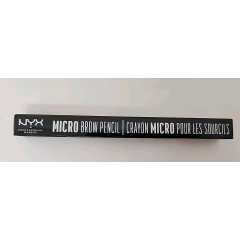 NYX
PROFESSIONAL MAKEUP
MICRO BROW PENCIL | CRAYON MICRO POUR LES SOURCILS